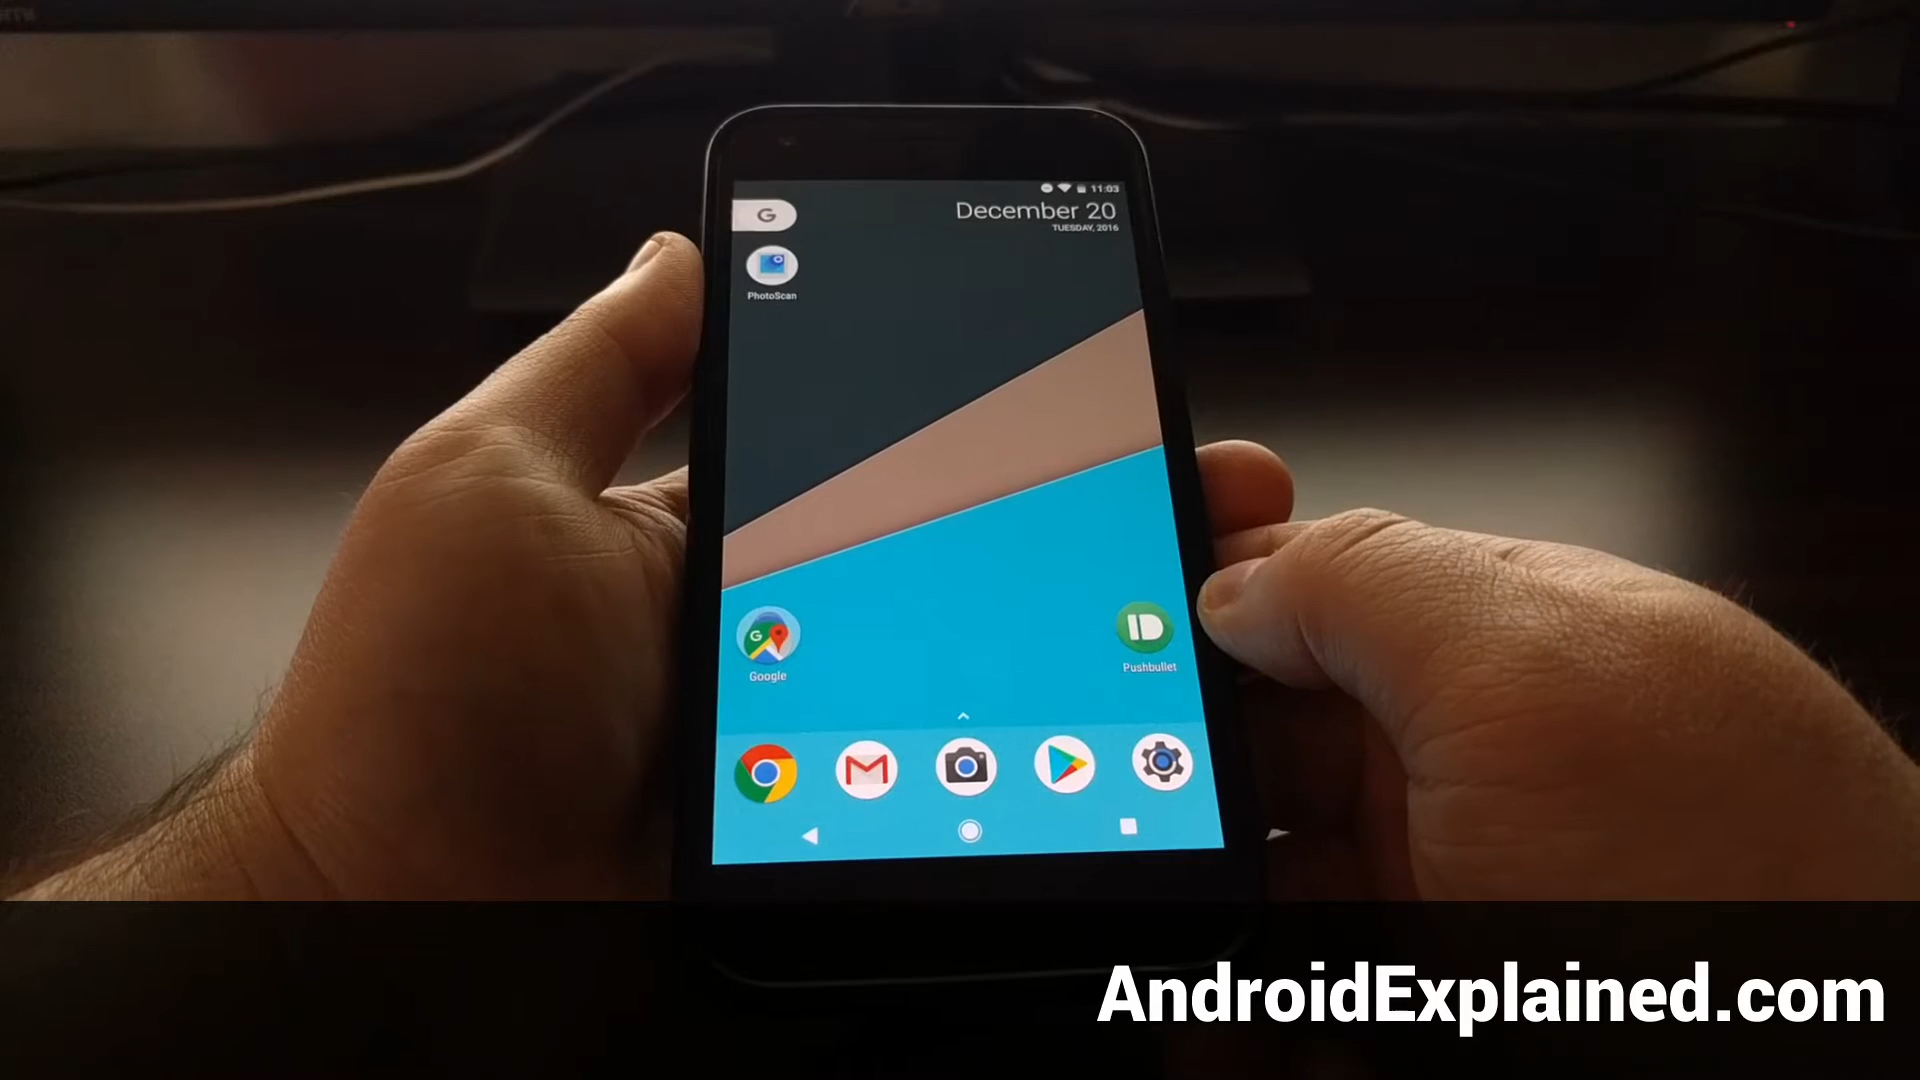 11:03
G
December 20
TUESDAY, 2016
PhotoScan
G
Google
Pushbullet
AndroidExplained.com